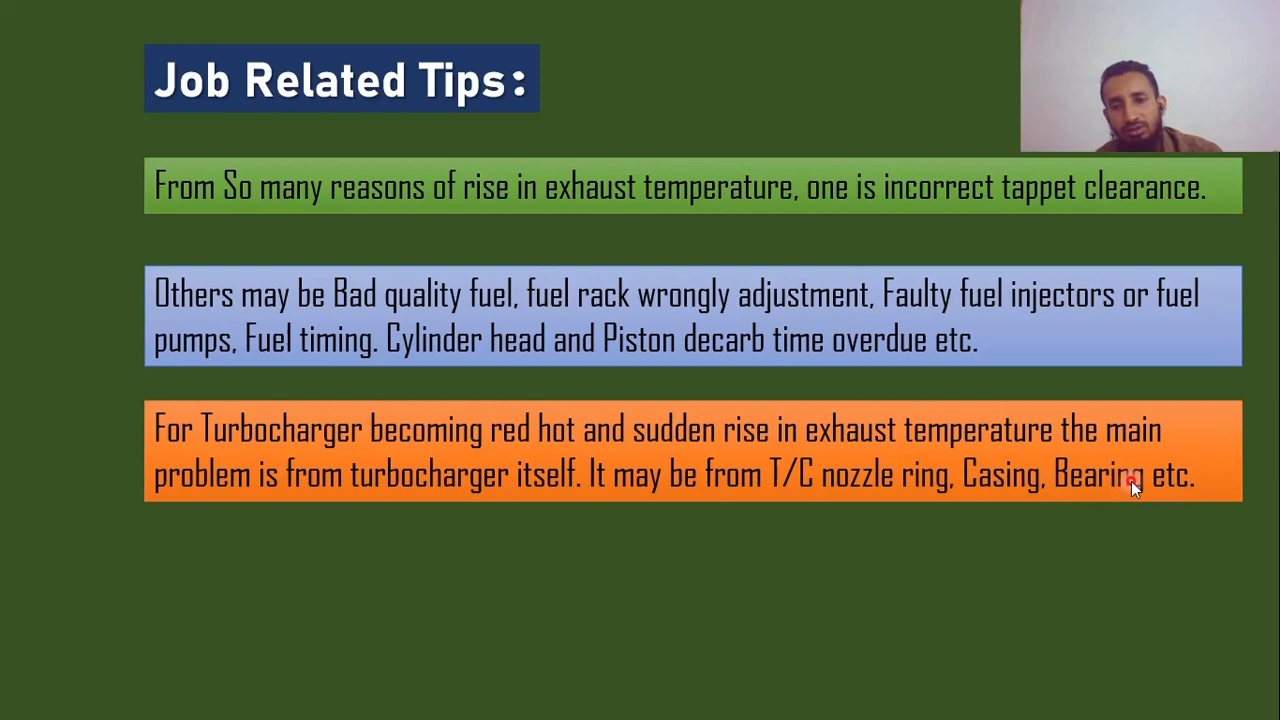 Job Related Tips:
From So many reasons of rise in exhaust temperature, one is incorrect tappet clearance.
Others may be Bad quality fuel, fuel rack wrongly adjustment, Faulty fuel injectors or fuel
pumps, Fuel timing. Cylinder head and Piston decarb time overdue etc.
For Turbocharger becoming red hot and sudden rise in exhaust temperature the main
problem is from turbocharger itself. It may be from T/C nozzle ring, Casing, Bearing etc.